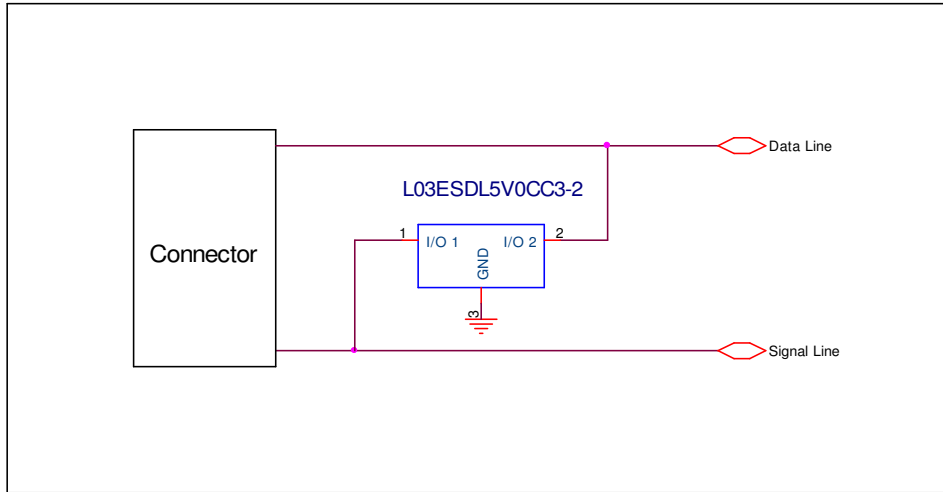 Data Line
L03ESDL5V0CC3-2
1
I/O 1
I/O 2
2
Connector
GND
3
Signal Line